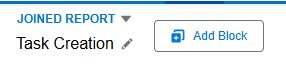 JOINED REPORT
Task Creation
Add Block